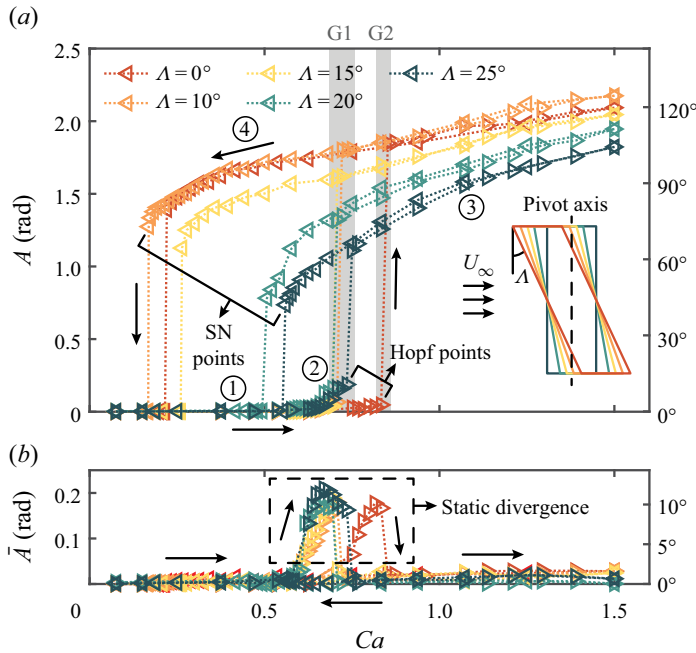 (a)
G1 G2
2.5
2.0
1.5
1.0
0.5
0
A (rad)
Λ = 0° Λ = 15° Λ = 25°
Λ = 10° Λ = 20°
120°
90°
60°
30°
0°
④
③
②
①
Pivot axis
U∞
Λ
SN
points
Hopf points
(b)
0.2
0.1
Ā (rad)
10°
5°
0°
Static divergence
0 0.5 1.0 1.5
Ca